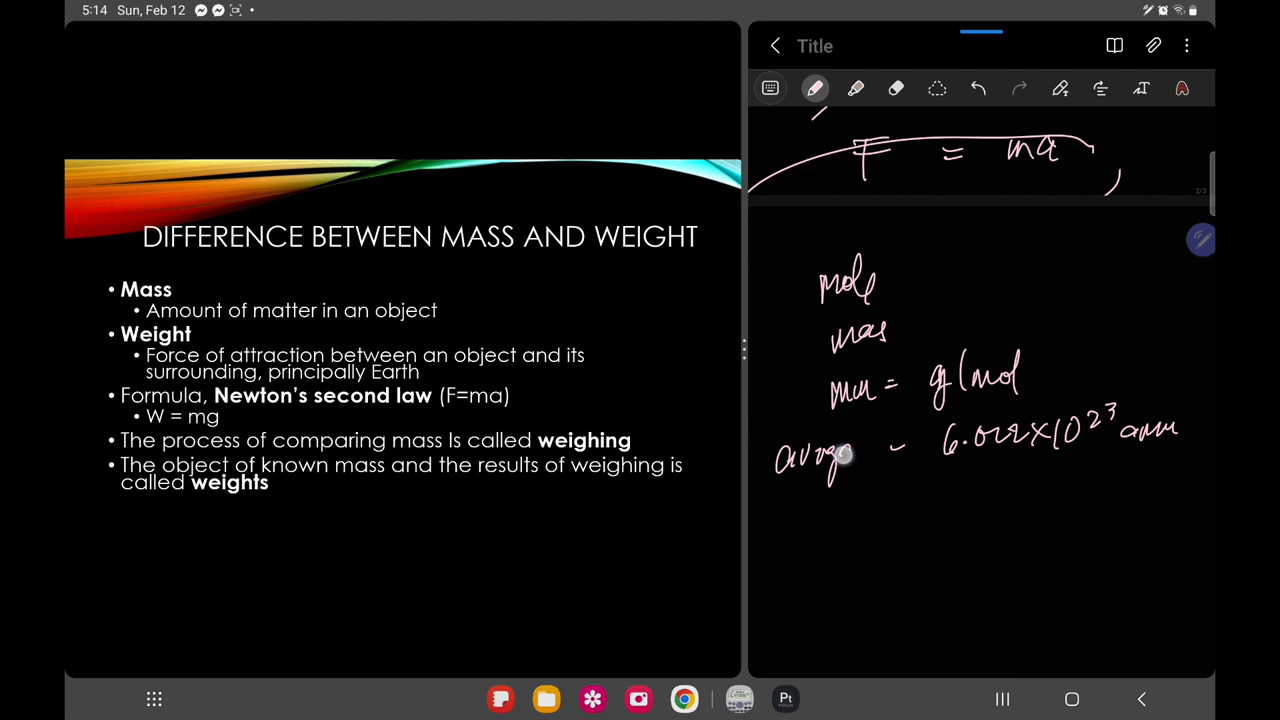 5:14 Sun, Feb 12
DIFFERENCE BETWEEN MASS AND WEIGHT
• Mass
• Amount of matter in an object
• Weight
• Force of attraction between an object and its
surrounding, principally Earth
• Formula, Newton's second law (F=ma)
• W = mg
• The process of comparing mass Is called weighing
• The object of known mass and the results of weighing is
called weights
Title
F = ma
2/3
mole
mas
mm = g/mol
avogo - 6.022×10²³ amu
Pt